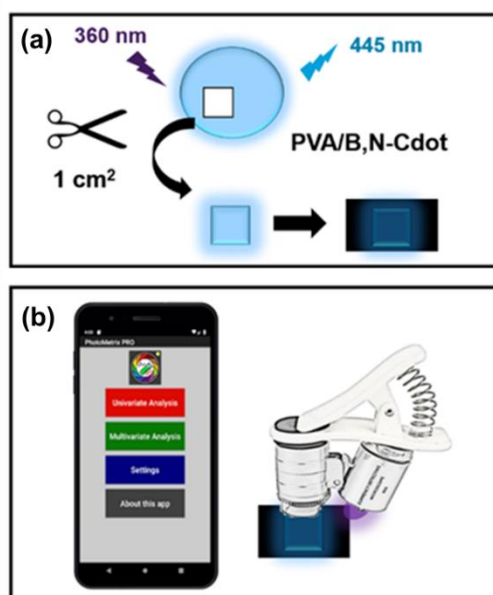 (a)
360 nm
445 nm
PVA/B,N-Cdot
1 cm²
(b)
PhotoMetrix PRO
Univariate Analysis
Multivariate Analysis
Settings
About this app